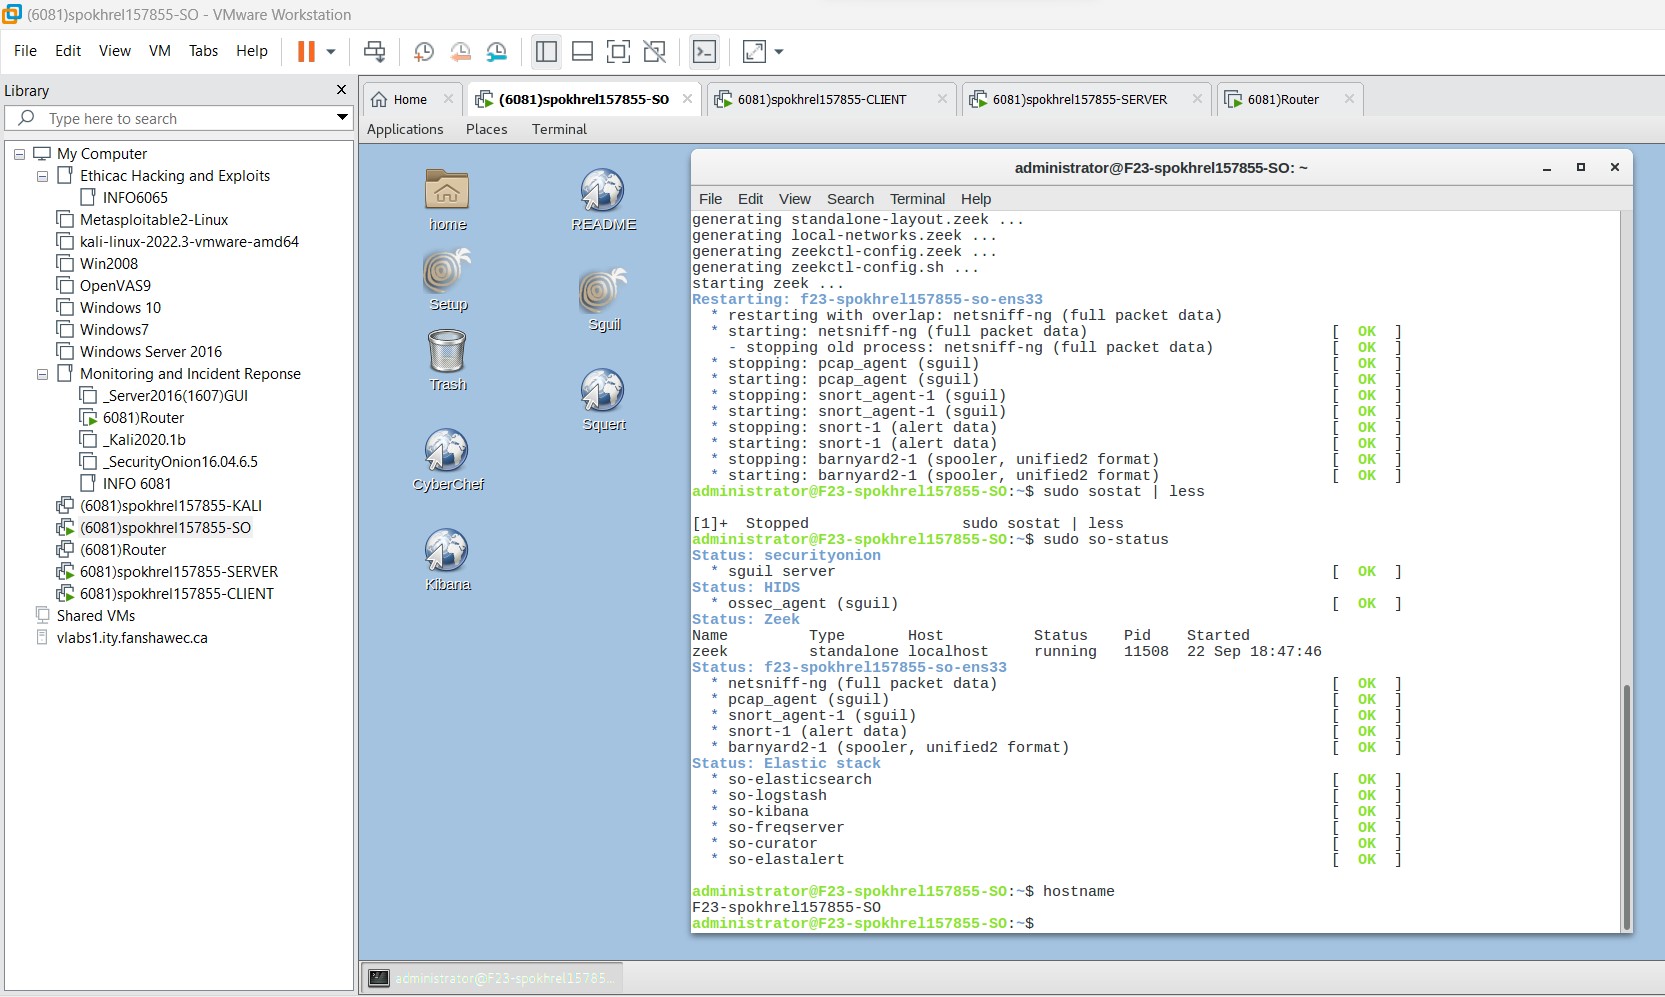 (6081)spokhrel157855-SO - VMware Workstation
File Edit View VM Tabs Help
Library
Type here to search
My Computer
Ethicac Hacking and Exploits
INFO6065
Metasploitable2-Linux
kali-linux-2022.3-vmware-amd64
Win2008
OpenVAS9
Windows 10
Windows7
Windows Server 2016
Monitoring and Incident Reponse
_Server2016(1607)GUI
6081)Router
_Kali2020.1b
_SecurityOnion16.04.6.5
INFO 6081
(6081)spokhrel157855-KALI
(6081)spokhrel157855-SO
(6081)Router
6081)spokhrel157855-SERVER
6081)spokhrel157855-CLIENT
Shared VMs
vlabs1.ity.fanshawec.ca
Home (6081)spokhrel157855-SO 6081)spokhrel157855-CLIENT 6081)spokhrel157855-SERVER 6081)Router
Applications Places Terminal
home
README
Setup
Sguil
Trash
Squert
CyberChef
Kibana
administrator@F23-spokhrel157855-SO: ~
File Edit View Search Terminal Help
generating standalone-layout.zeek ...
generating local-networks.zeek ...
generating zeekctl-config.zeek ...
generating zeekctl-config.sh ...
starting zeek ...
Restarting: f23-spokhrel157855-so-ens33
* restarting with overlap: netsniff-ng (full packet data)
* starting: netsniff-ng (full packet data) [ OK ]
- stopping old process: netsniff-ng (full packet data) [ OK ]
* stopping: pcap_agent (sguil) [ OK ]
* starting: pcap_agent (sguil) [ OK ]
* stopping: snort_agent-1 (sguil) [ OK ]
* starting: snort_agent-1 (sguil) [ OK ]
* stopping: snort-1 (alert data) [ OK ]
* starting: snort-1 (alert data) [ OK ]
* stopping: barnyard2-1 (spooler, unified2 format) [ OK ]
* starting: barnyard2-1 (spooler, unified2 format) [ OK ]
administrator@F23-spokhrel157855-SO:~$ sudo sostat | less
[1]+ Stopped sudo sostat | less
administrator@F23-spokhrel157855-SO:~$ sudo so-status
Status: securityonion
* sguil server [ OK ]
Status: HIDS
* ossec_agent (sguil) [ OK ]
Status: Zeek
Name Type Host Status Pid Started
zeek standalone localhost running 11508 22 Sep 18:47:46
Status: f23-spokhrel157855-so-ens33
* netsniff-ng (full packet data) [ OK ]
* pcap_agent (sguil) [ OK ]
* snort_agent-1 (sguil) [ OK ]
* snort-1 (alert data) [ OK ]
* barnyard2-1 (spooler, unified2 format) [ OK ]
Status: Elastic stack
* so-elasticsearch [ OK ]
* so-logstash [ OK ]
* so-kibana [ OK ]
* so-freqserver [ OK ]
* so-curator [ OK ]
* so-elastalert [ OK ]
administrator@F23-spokhrel157855-SO:~$ hostname
F23-spokhrel157855-SO
administrator@F23-spokhrel157855-SO:~$
administrator@F23-spokhrel15785...